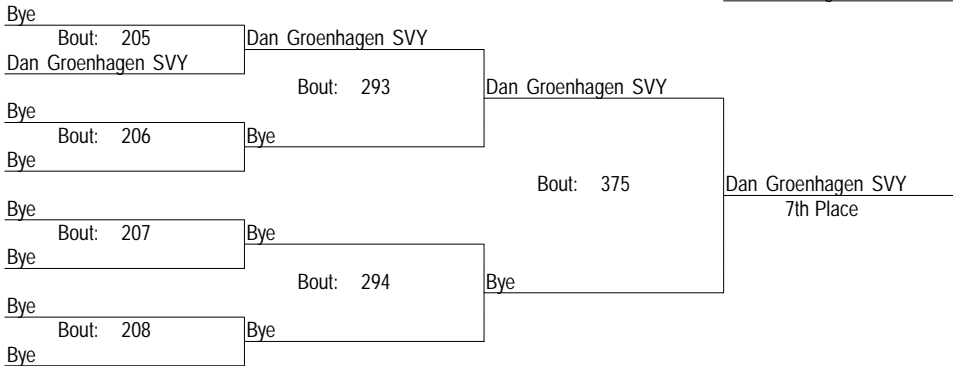 Bye
Bout: 205
Dan Groenhagen SVY
Dan Groenhagen SVY
Bout: 293
Dan Groenhagen SVY
Bye
Bout: 206
Bye
Bye
Bout: 375
Dan Groenhagen SVY
7th Place
Bye
Bout: 207
Bye
Bye
Bout: 294
Bye
Bye
Bout: 208
Bye
Bye